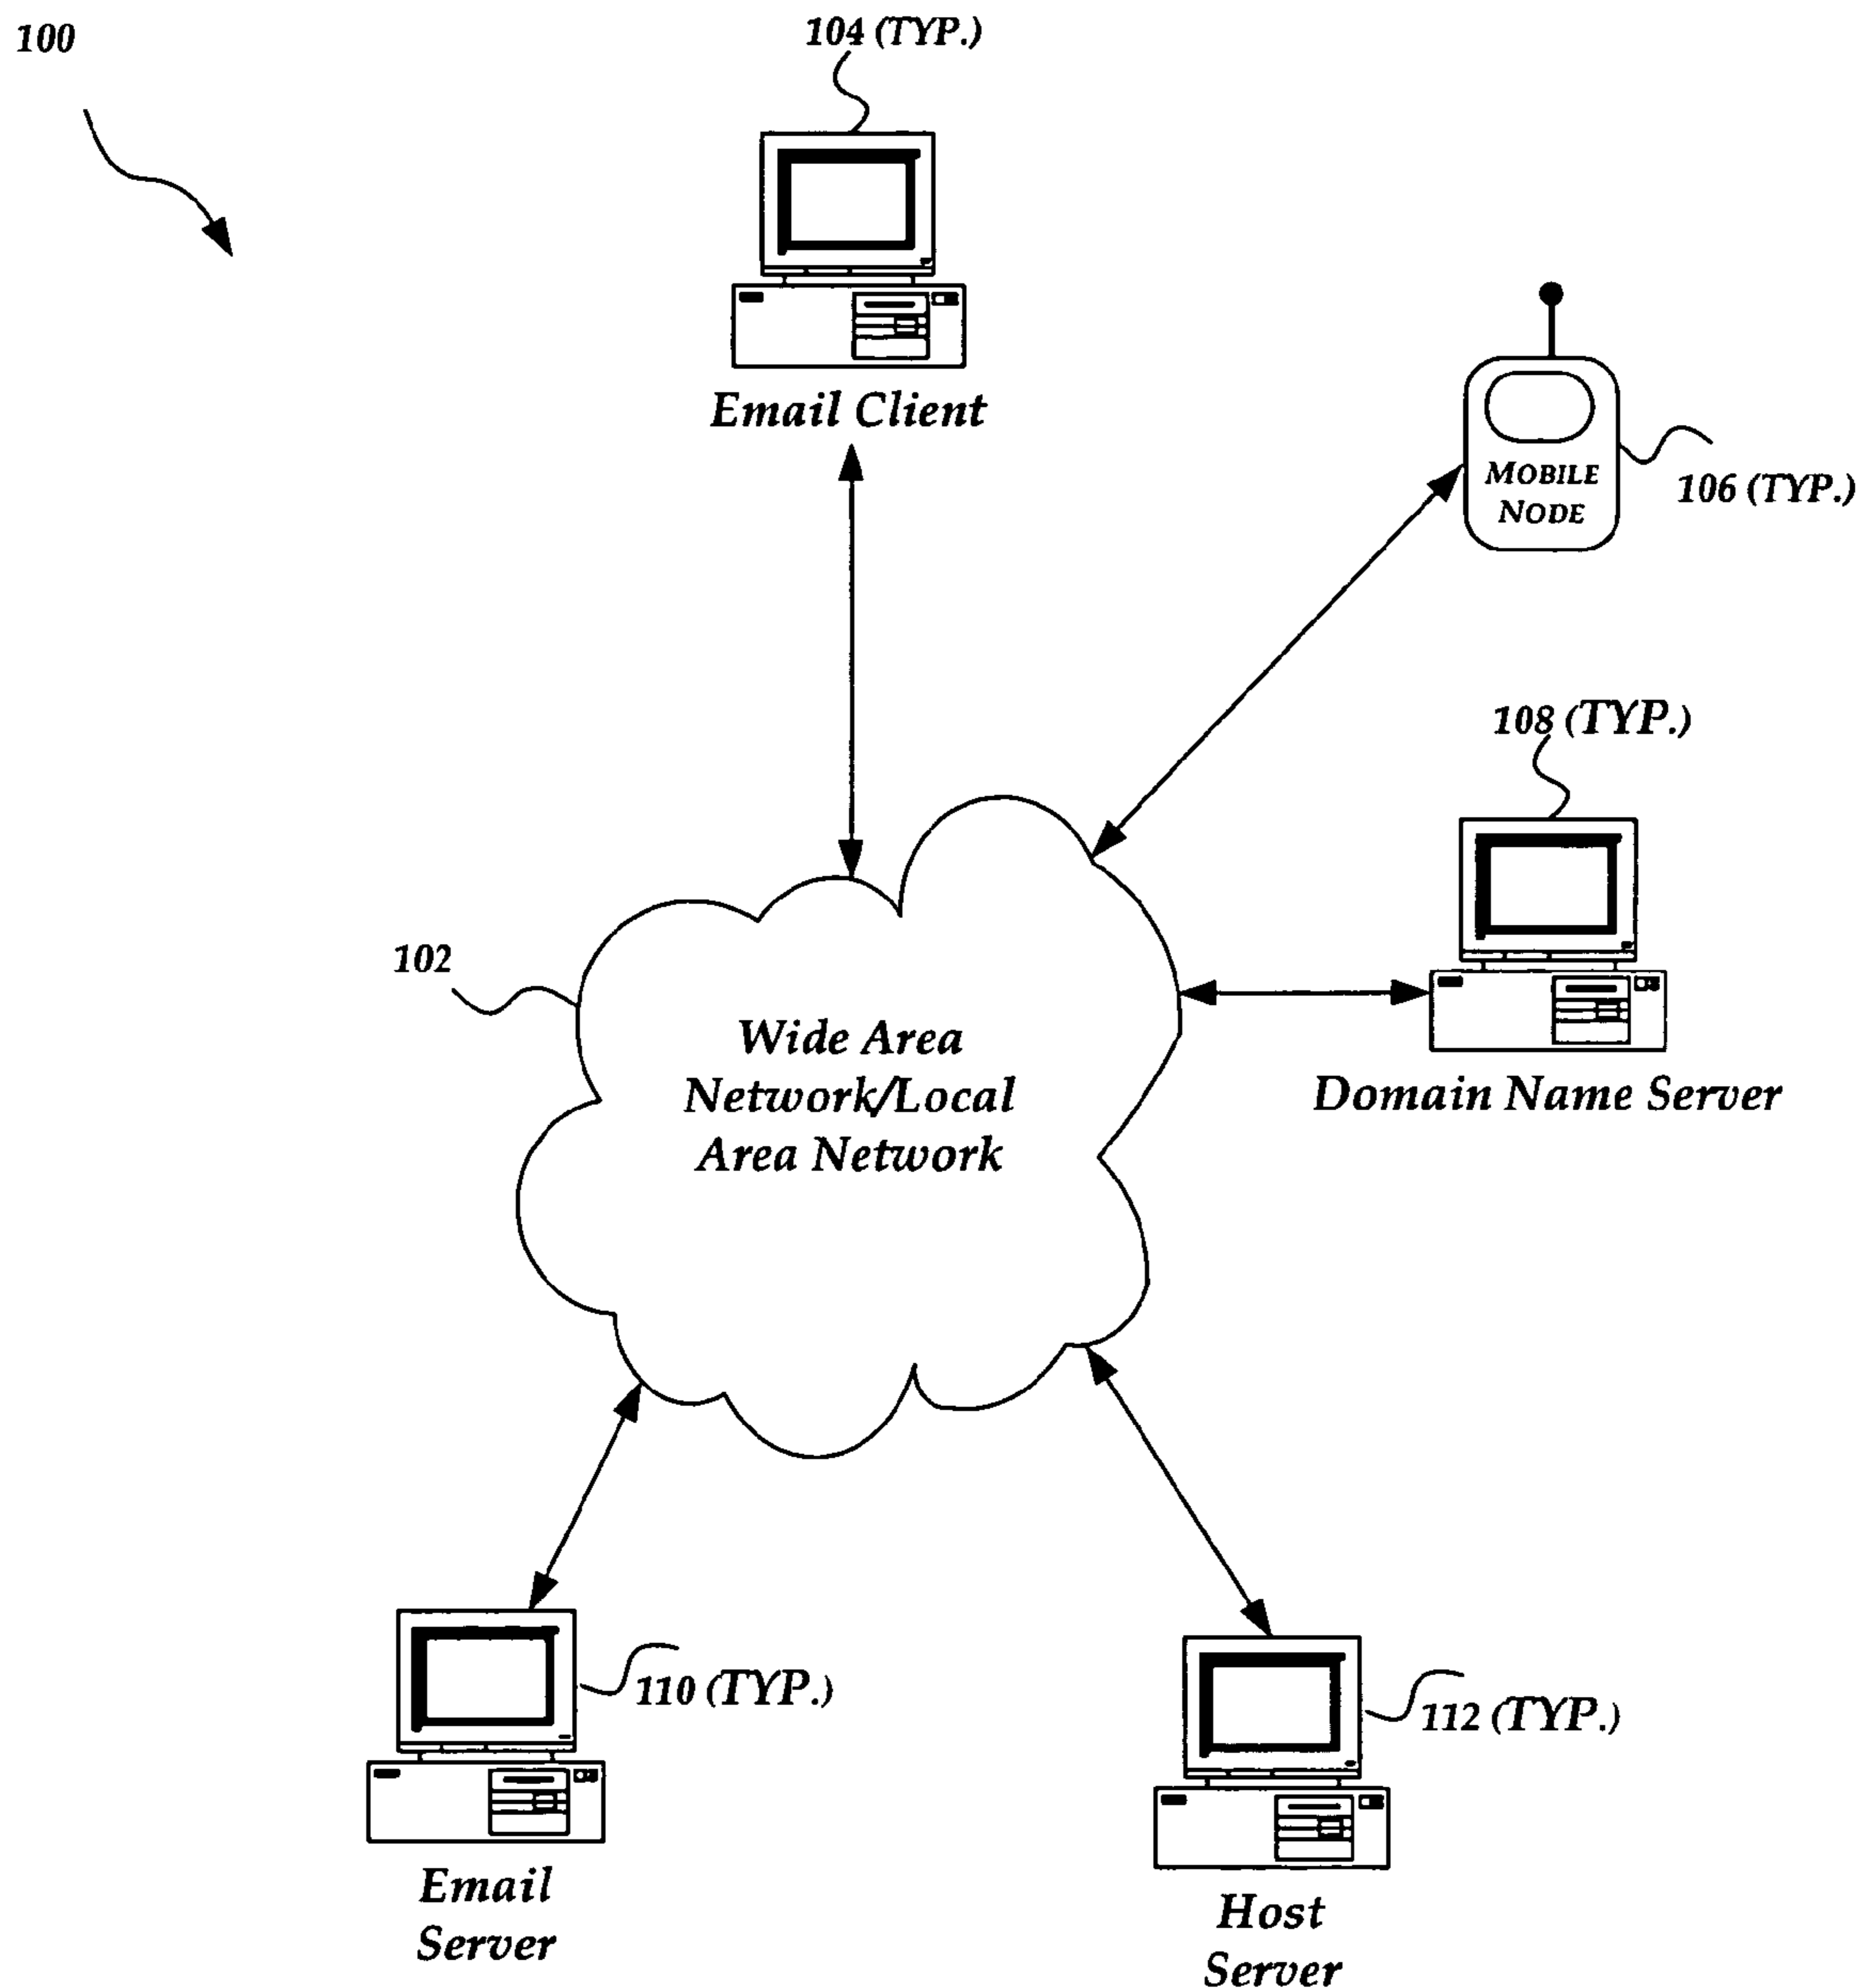 100
104 (TYP.)
Email Client
MOBILE
NODE
106 (TYP.)
108 (TYP.)
102
Wide Area
Network/Local
Area Network
Domain Name Server
110 (TYP.)
112 (TYP.)
Email
Server
Host
Server